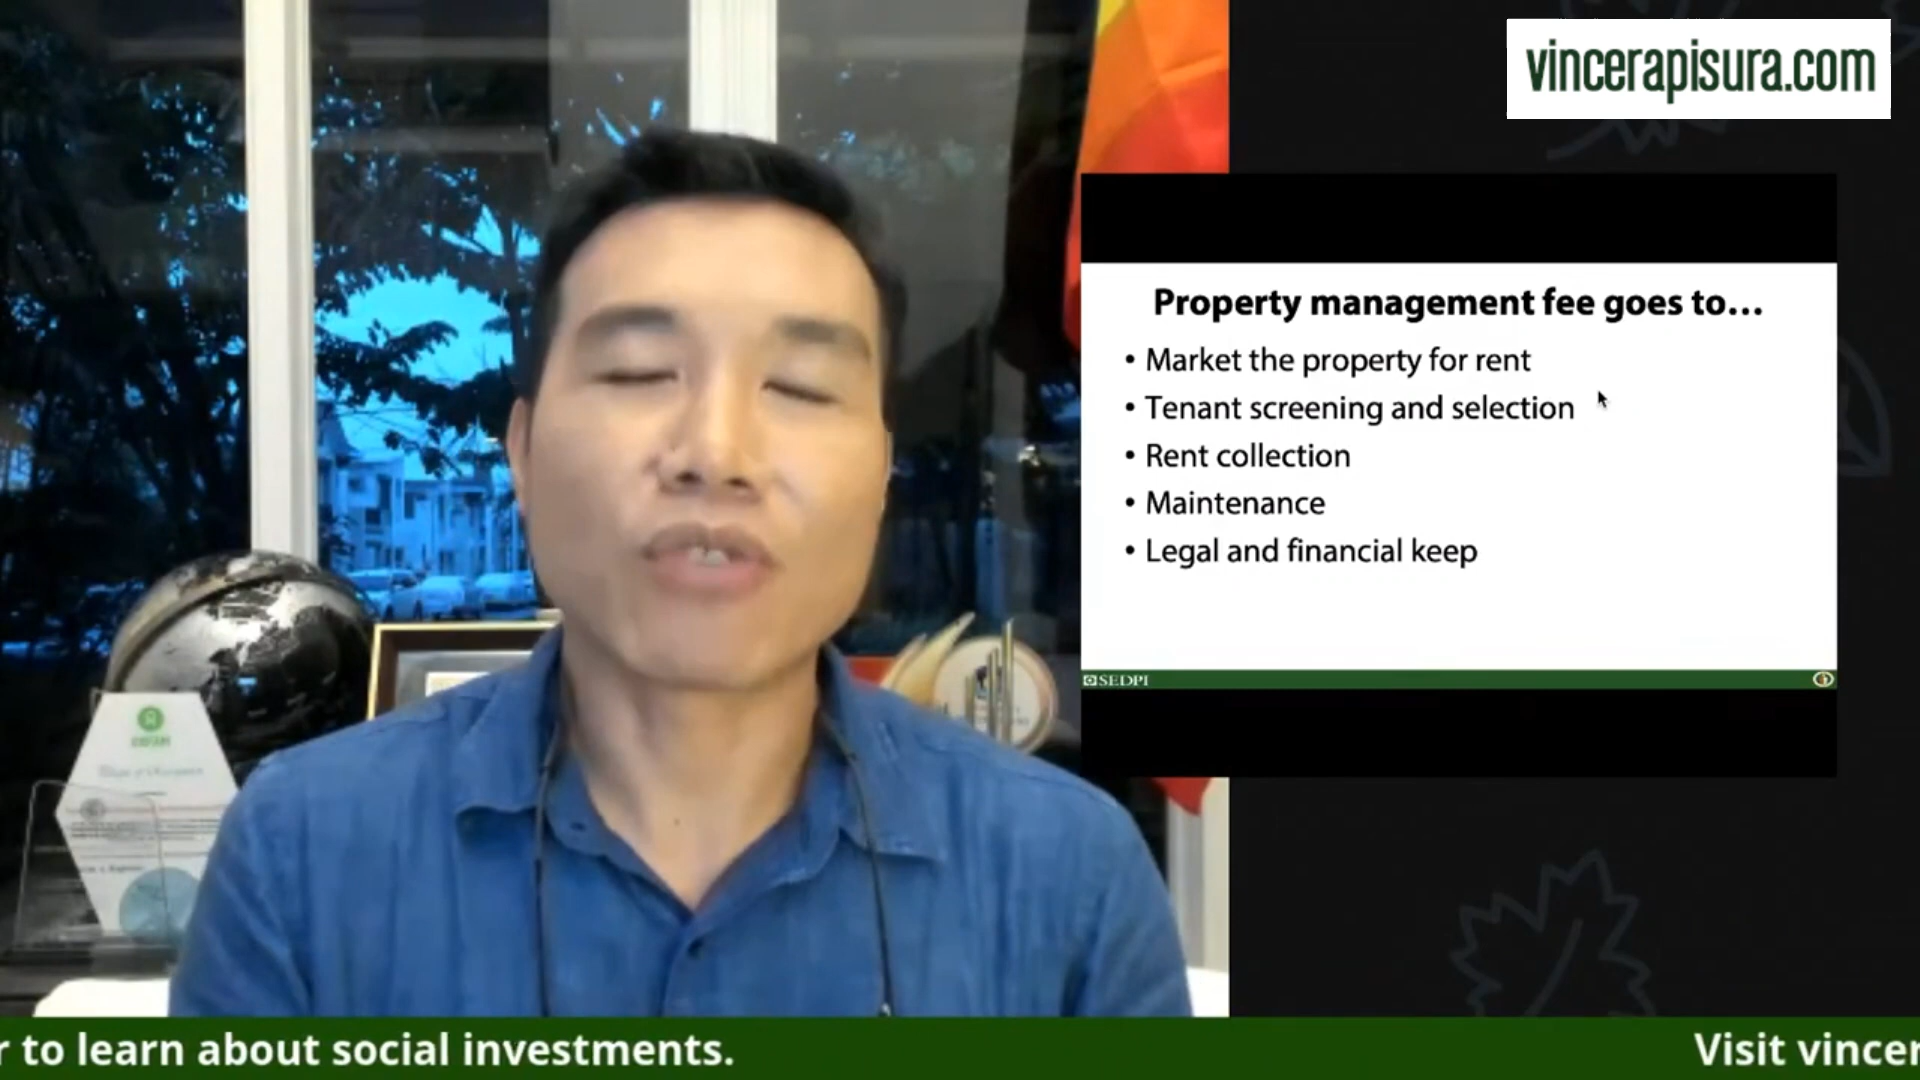 vincerapisura.com
Property management fee goes to...
• Market the property for rent
• Tenant screening and selection
• Rent collection
• Maintenance
• Legal and financial keep
SEDPI
r to learn about social investments.
Visit vincer